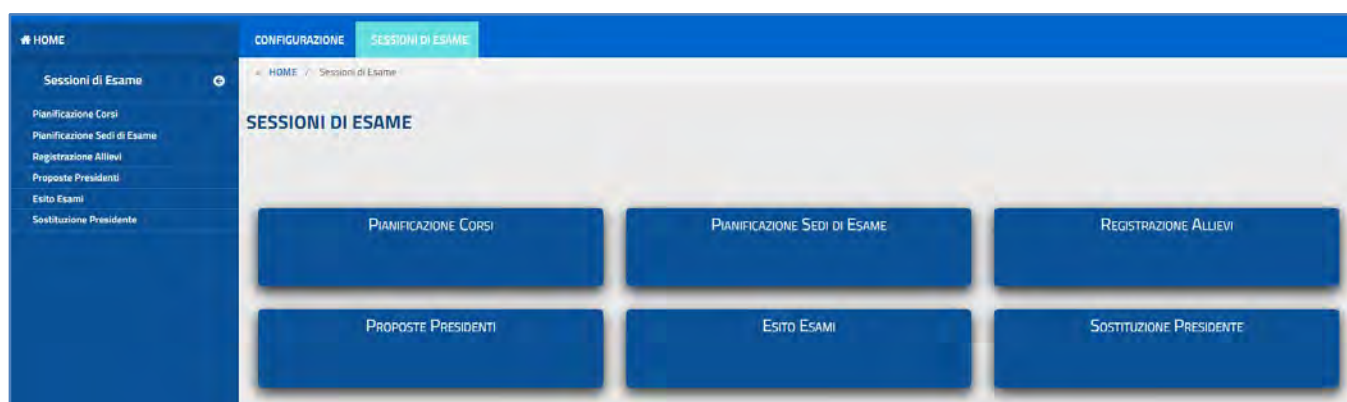 HOME
CONFIGURAZIONE
SESSIONI DI ESAME
Sessioni di Esame
Pianificazione Corsi
Pianificazione Sedi di Esame
Registrazione Allievi
Proposte Presidenti
Esito Esami
Sostituzione Presidente
« HOME / Sessioni di Esame
SESSIONI DI ESAME
PIANIFICAZIONE CORSI
PIANIFICAZIONE SEDI DI ESAME
REGISTRAZIONE ALLIEVI
PROPOSTE PRESIDENTI
ESITO ESAMI
SOSTITUZIONE PRESIDENTE